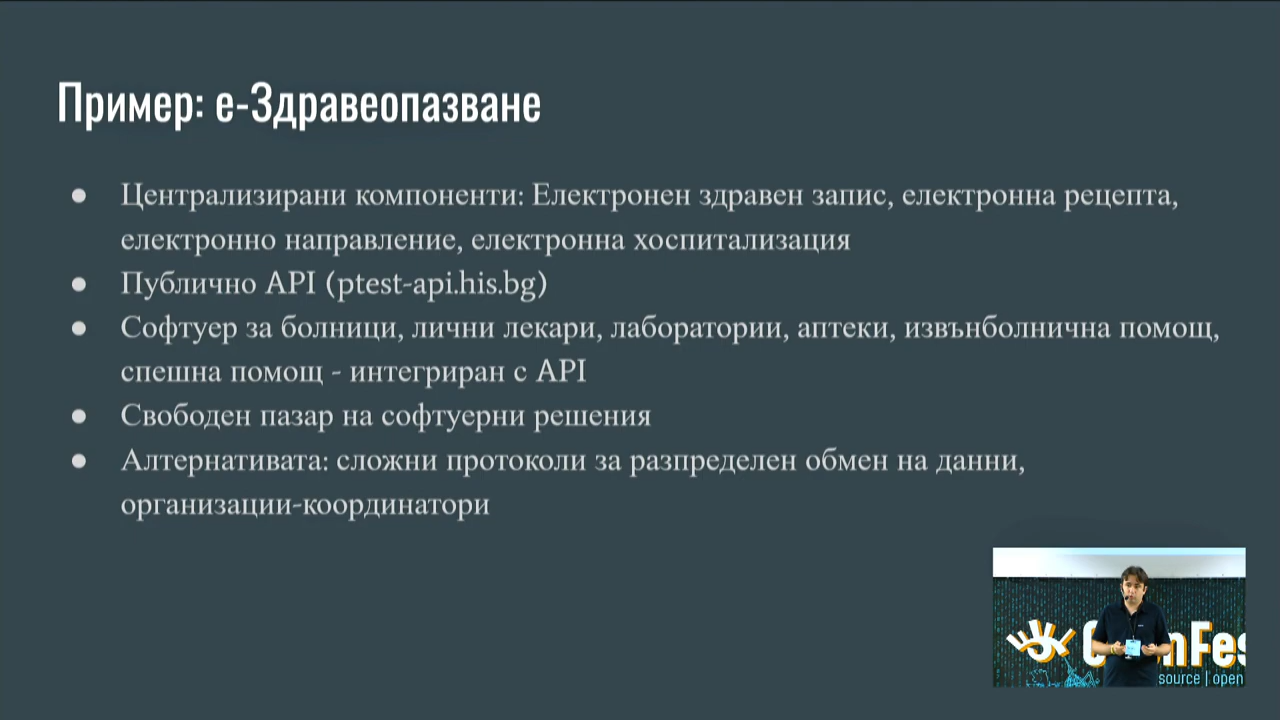 Пример: е-Здравеопазване
● Централизирани компоненти: Електронен здравен запис, електронна рецепта,
електронно направление, електронна хоспитализация
● Публично API (ptest-api.his.bg)
● Софтуер за болници, лични лекари, лаборатории, аптеки, извънболнична помощ,
спешна помощ - интегриран с API
● Свободен пазар на софтуерни решения
● Алтернативата: сложни протоколи за разпределен обмен на данни,
организации-координатори
source | open